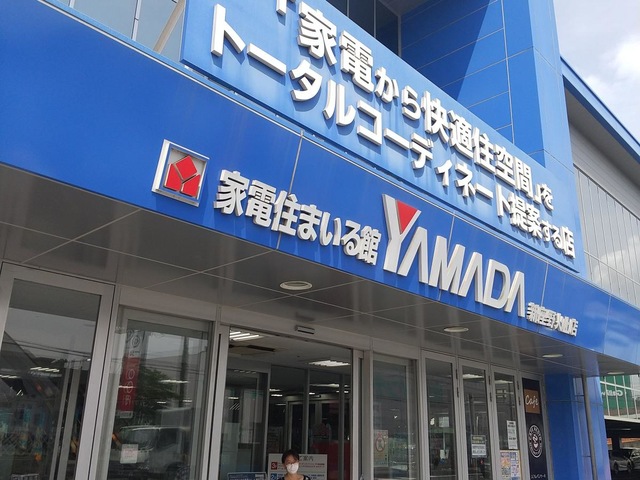 「家電から快適住空間」を
トータルコーディネート提案する店
家電住まいる館
YAMADA
Cafe